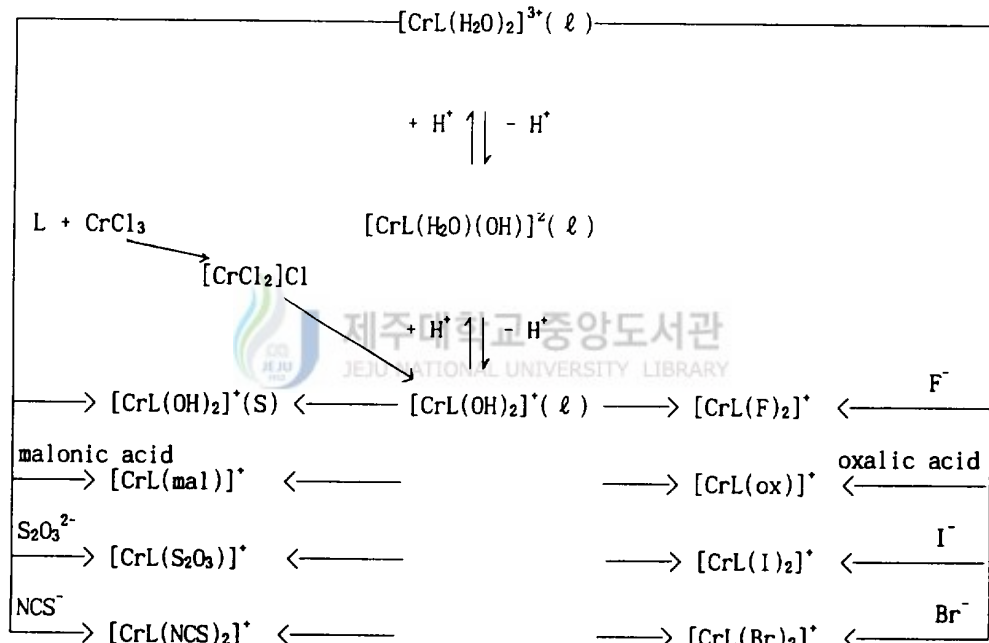 [CrL(H₂O)₂]³⁺(ℓ)
+ H⁺ ⇅ - H⁺
L + CrCl₃ [CrL(H₂O)(OH)]²(ℓ)
[CrCl₂]Cl
+ H⁺ ⇅ - H⁺
제주대학교 중앙도서관
JEJU NATIONAL UNIVERSITY LIBRARY
F⁻
[CrL(OH)₂]⁺(S) [CrL(OH)₂]⁺(ℓ) [CrL(F)₂]⁺
malonic acid oxalic acid
[CrL(mal)]⁺ [CrL(ox)]⁺
S₂O₃²⁻ I⁻
[CrL(S₂O₃)]⁺ [CrL(I)₂]⁺
NCS⁻ Br⁻
[CrL(NCS)₂]⁺ [CrL(Br)₂]⁺